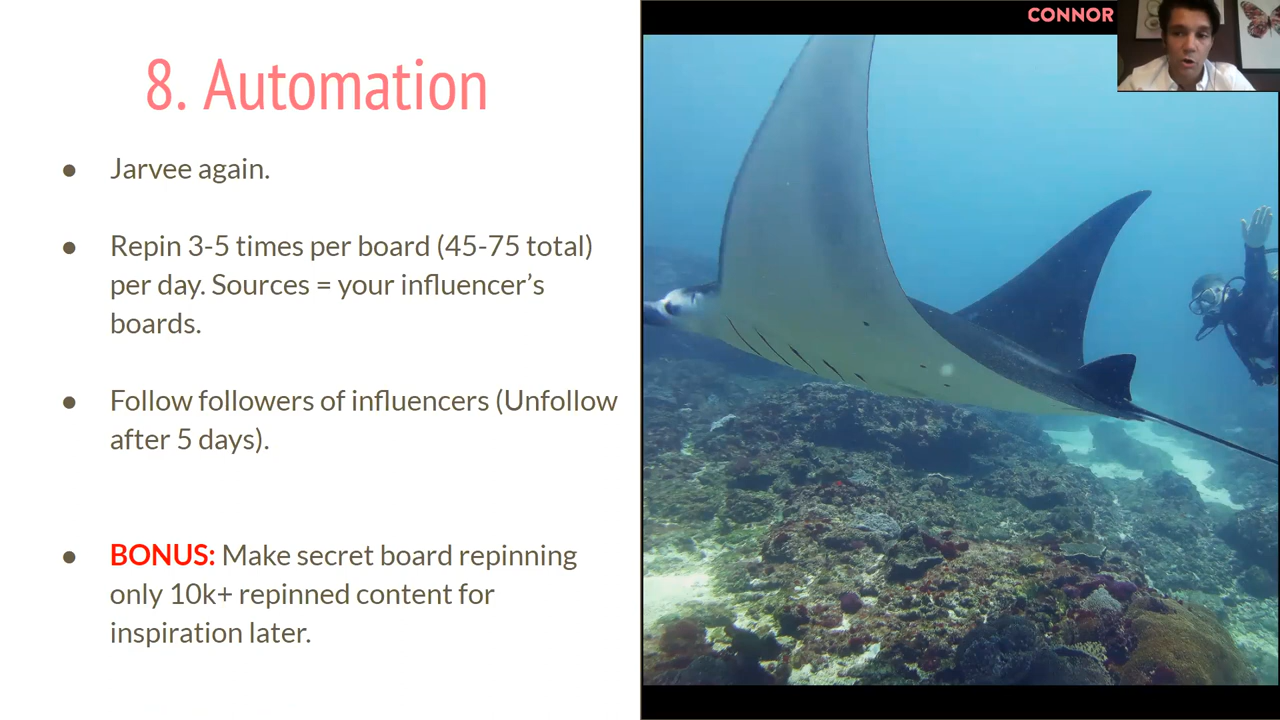 8. Automation
CONNOR
● Jarvee again.
● Repin 3-5 times per board (45-75 total)
per day. Sources = your influencer’s
boards.
● Follow followers of influencers (Unfollow
after 5 days).
● BONUS: Make secret board repinning
only 10k+ repinned content for
inspiration later.